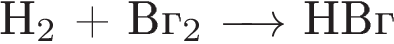 H₂ + Br₂ ⟶ HBr